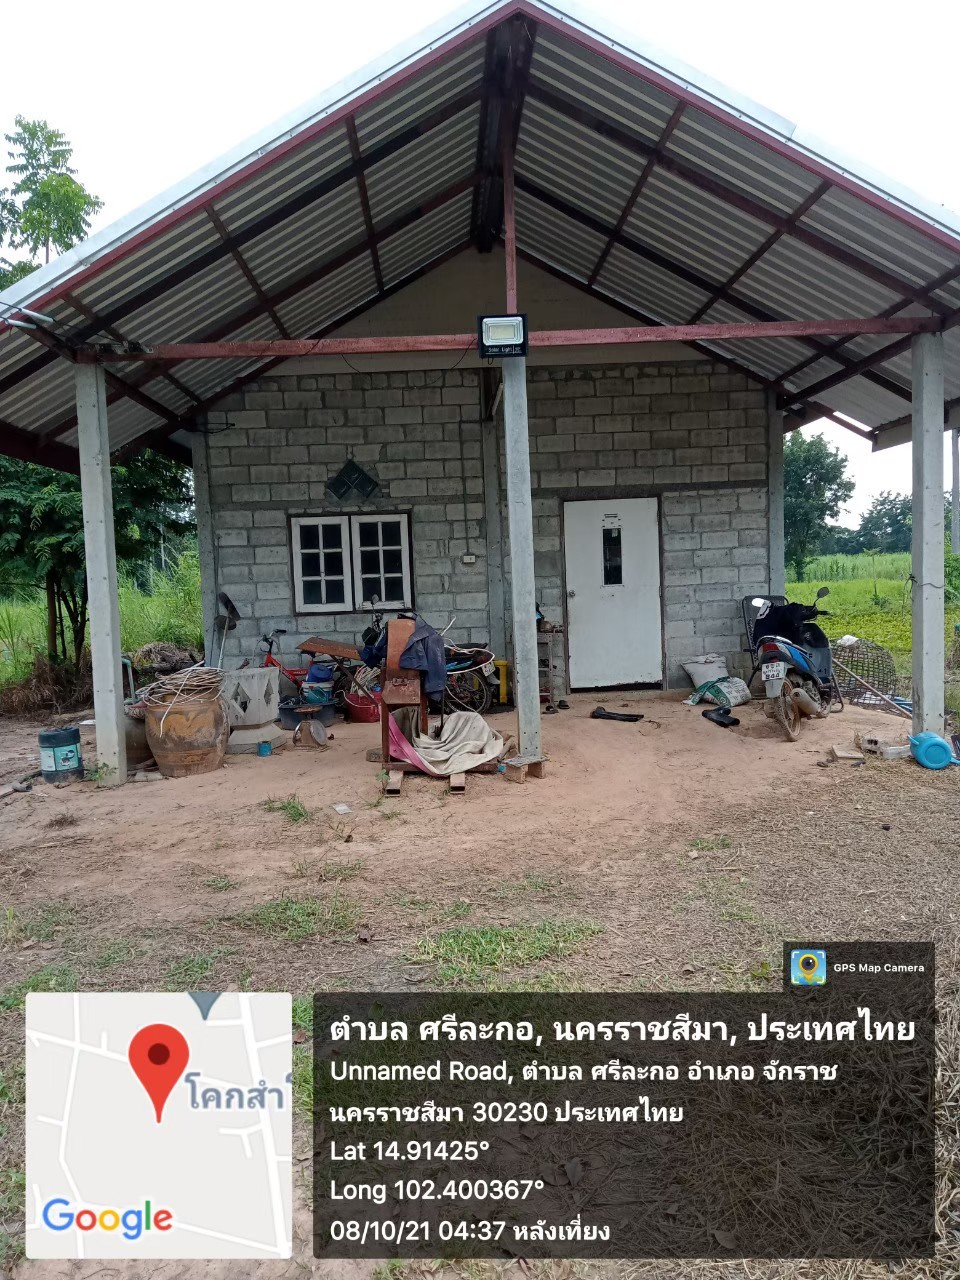 Solar Light
844
GPS Map Camera
ตำบล ศรีละกอ, นครราชสีมา, ประเทศไทย
Unnamed Road, ตำบล ศรีละกอ อำเภอ จักราช
นครราชสีมา 30230 ประเทศไทย
Lat 14.91425°
Long 102.400367°
08/10/21 04:37 หลังเที่ยง
โคกสำ
Google